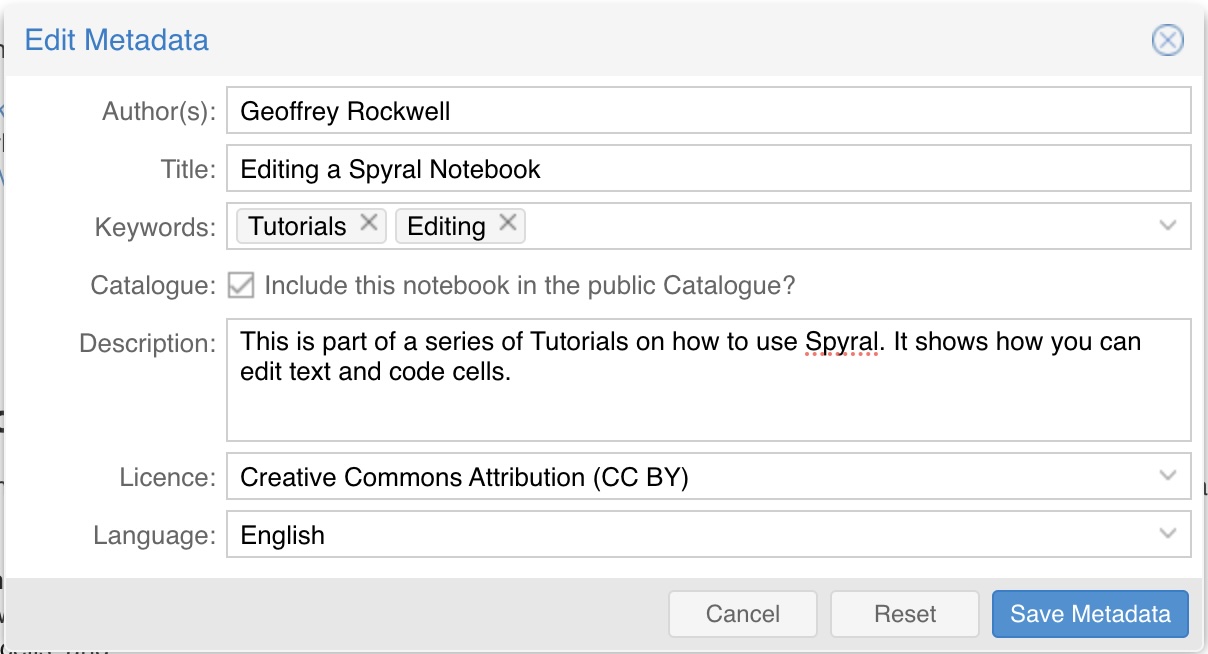 Edit Metadata
Author(s): Geoffrey Rockwell
Title: Editing a Spyral Notebook
Keywords: Tutorials Editing
Catalogue: Include this notebook in the public Catalogue?
Description: This is part of a series of Tutorials on how to use Spyral. It shows how you can
edit text and code cells.
Licence: Creative Commons Attribution (CC BY)
Language: English
Cancel Reset Save Metadata